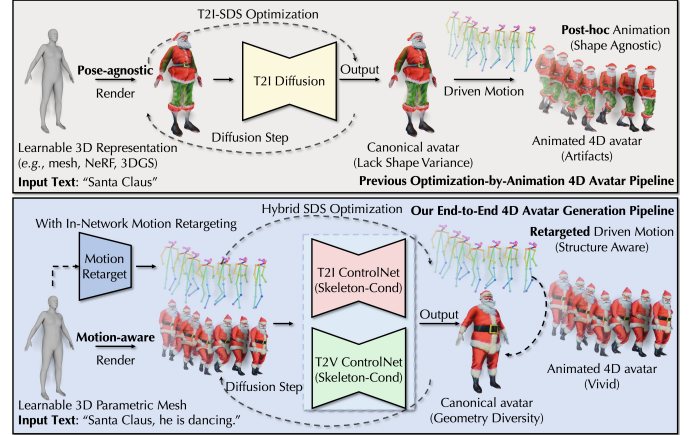 T2I-SDS Optimization
Post-hoc Animation
(Shape Agnostic)
Pose-agnostic
Render
T2I Diffusion
Output
Driven Motion
Diffusion Step
Learnable 3D Representation
(e.g., mesh, NeRF, 3DGS)
Canonical avatar
(Lack Shape Variance)
Animated 4D avatar
(Artifacts)
Input Text: “Santa Claus”
Previous Optimization-by-Animation 4D Avatar Pipeline
Hybrid SDS Optimization
Our End-to-End 4D Avatar Generation Pipeline
With In-Network Motion Retargeting
Retargeted Driven Motion
(Structure Aware)
Motion
Retarget
T2I ControlNet
(Skeleton-Cond)
Motion-aware
Render
Output
T2V ControlNet
(Skeleton-Cond)
Diffusion Step
Animated 4D avatar
(Vivid)
Learnable 3D Parametric Mesh
Canonical avatar
(Geometry Diversity)
Input Text: “Santa Claus, he is dancing.”